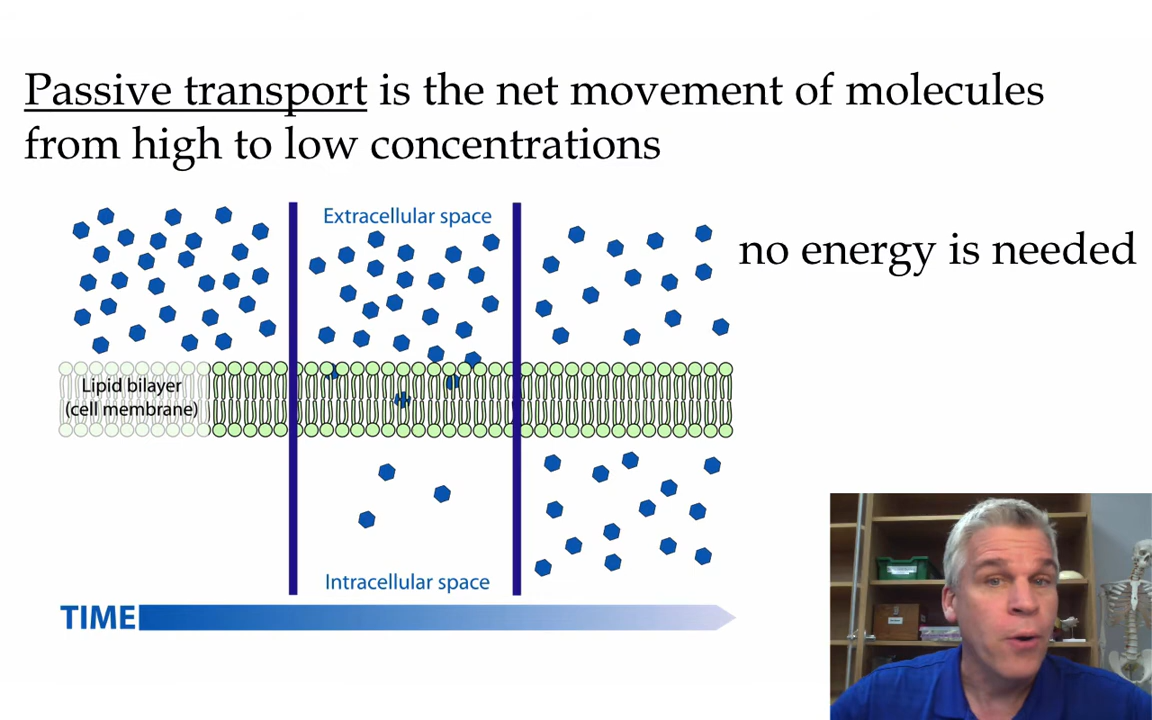 Passive transport is the net movement of molecules
from high to low concentrations
Extracellular space
no energy is needed
Lipid bilayer
(cell membrane)
Intracellular space
TIME